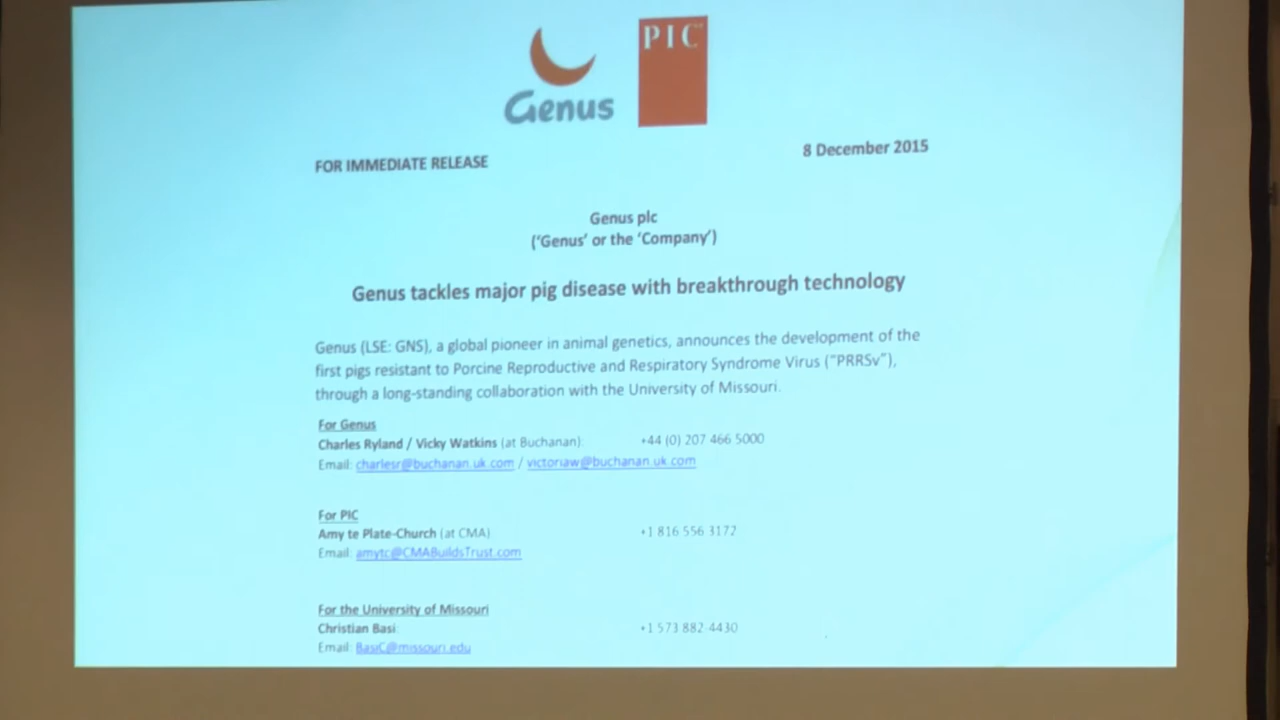 Genus
PIC
FOR IMMEDIATE RELEASE
8 December 2015
Genus plc
('Genus' or the 'Company')
Genus tackles major pig disease with breakthrough technology
Genus (LSE: GNS), a global pioneer in animal genetics, announces the development of the
first pigs resistant to Porcine Reproductive and Respiratory Syndrome Virus ("PRRSv"),
through a long-standing collaboration with the University of Missouri.
For Genus
Charles Ryland / Vicky Watkins (at Buchanan): +44 (0) 207 466 5000
Email: charlesr@buchanan.uk.com / victoriaw@buchanan.uk.com
For PIC
Amy te Plate-Church (at CMA) +1 816 556 3172
Email: amytc@CMABuildsTrust.com
For the University of Missouri
Christian Basi: +1 573 882-4430
Email: BasiC@missouri.edu